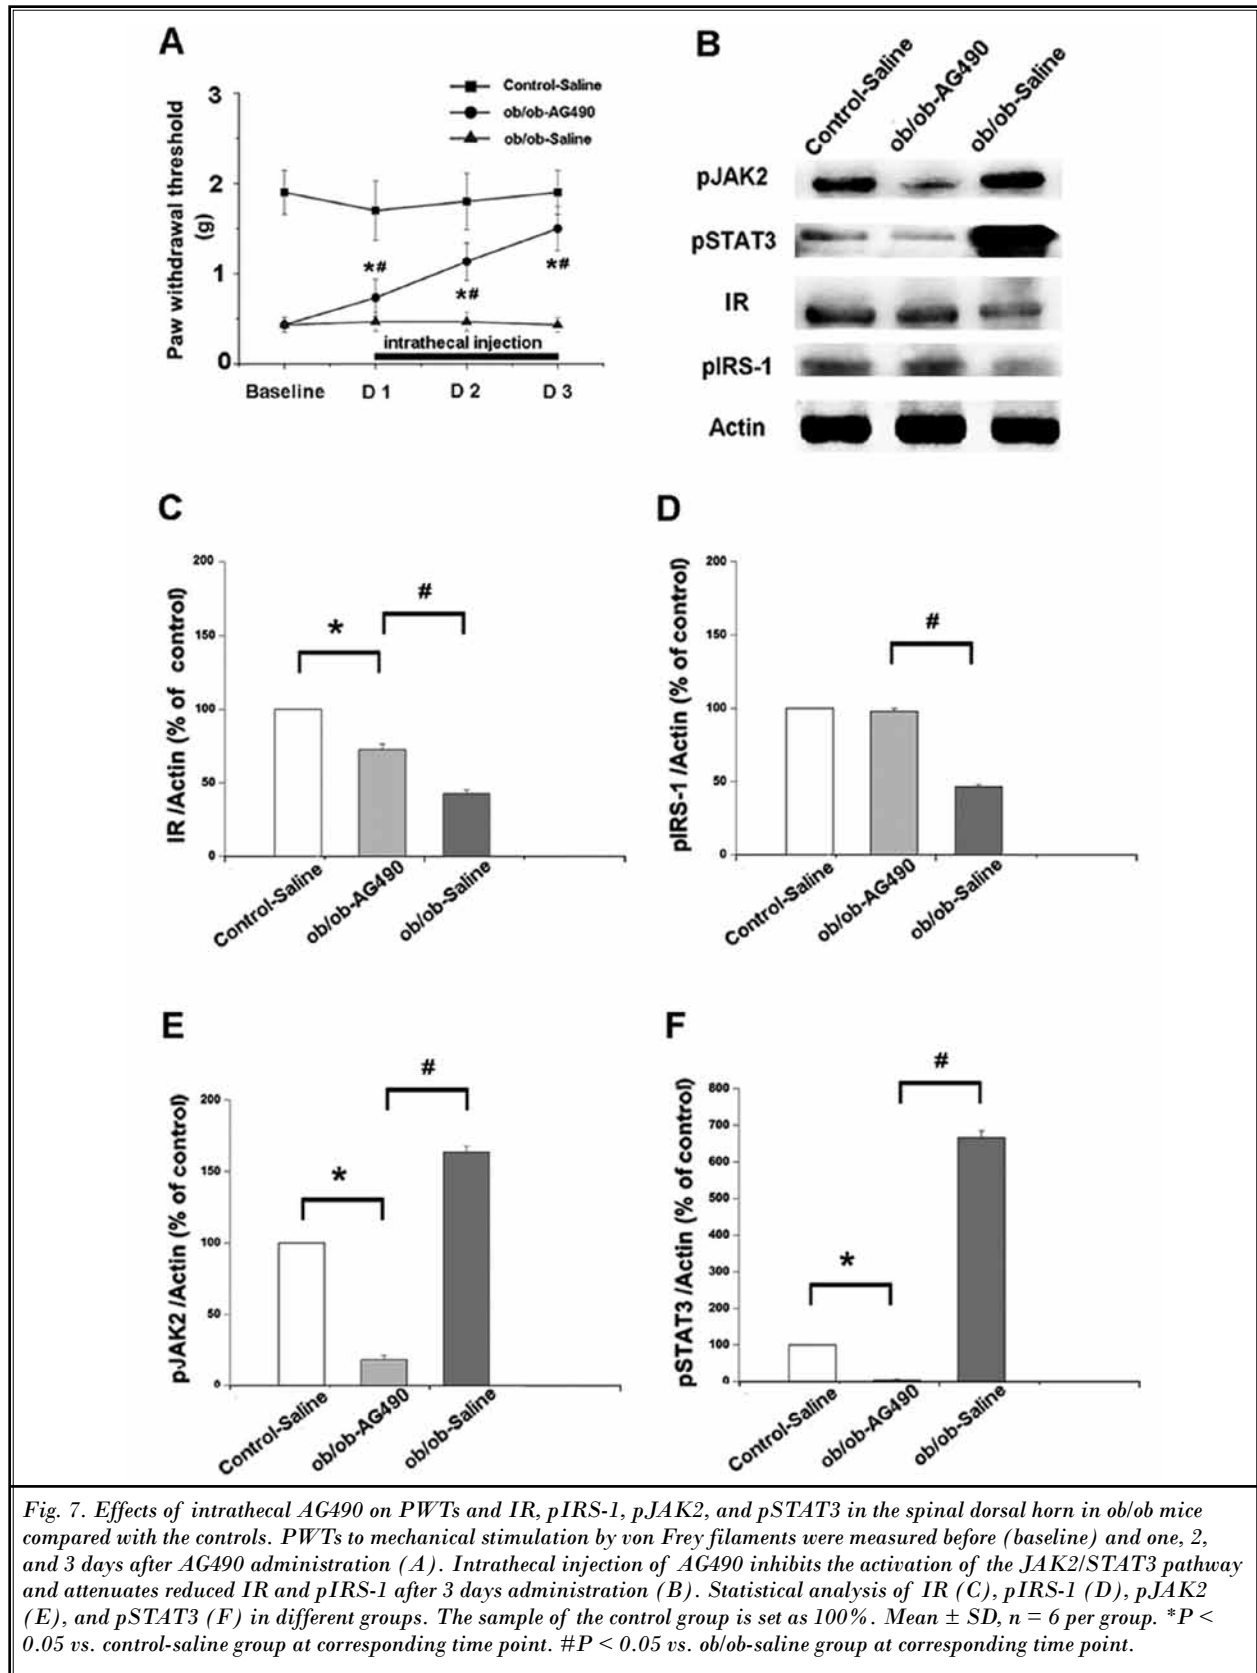 A
Control-Saline
ob/ob-AG490
ob/ob-Saline
Paw withdrawal threshold
(g)
3
2
1
0
*#
*#
*#
intrathecal injection
Baseline D 1 D 2 D 3
B
Control-Saline ob/ob-AG490 ob/ob-Saline
pJAK2
pSTAT3
IR
pIRS-1
Actin
C
IR /Actin (% of control)
200
150
100
50
0
*
#
Control-Saline ob/ob-AG490 ob/ob-Saline
D
pIRS-1 /Actin (% of control)
200
150
100
50
0
#
Control-Saline ob/ob-AG490 ob/ob-Saline
E
pJAK2 /Actin (% of control)
200
150
100
50
0
*
#
Control-Saline ob/ob-AG490 ob/ob-Saline
F
pSTAT3 /Actin (% of control)
800
700
600
500
400
300
200
100
0
*
#
Control-Saline ob/ob-AG490 ob/ob-Saline
Fig. 7. Effects of intrathecal AG490 on PWTs and IR, pIRS-1, pJAK2, and pSTAT3 in the spinal dorsal horn in ob/ob mice
compared with the controls. PWTs to mechanical stimulation by von Frey filaments were measured before (baseline) and one, 2,
and 3 days after AG490 administration (A). Intrathecal injection of AG490 inhibits the activation of the JAK2/STAT3 pathway
and attenuates reduced IR and pIRS-1 after 3 days administration (B). Statistical analysis of IR (C), pIRS-1 (D), pJAK2
(E), and pSTAT3 (F) in different groups. The sample of the control group is set as 100%. Mean ± SD, n = 6 per group. *P <
0.05 vs. control-saline group at corresponding time point. #P < 0.05 vs. ob/ob-saline group at corresponding time point.